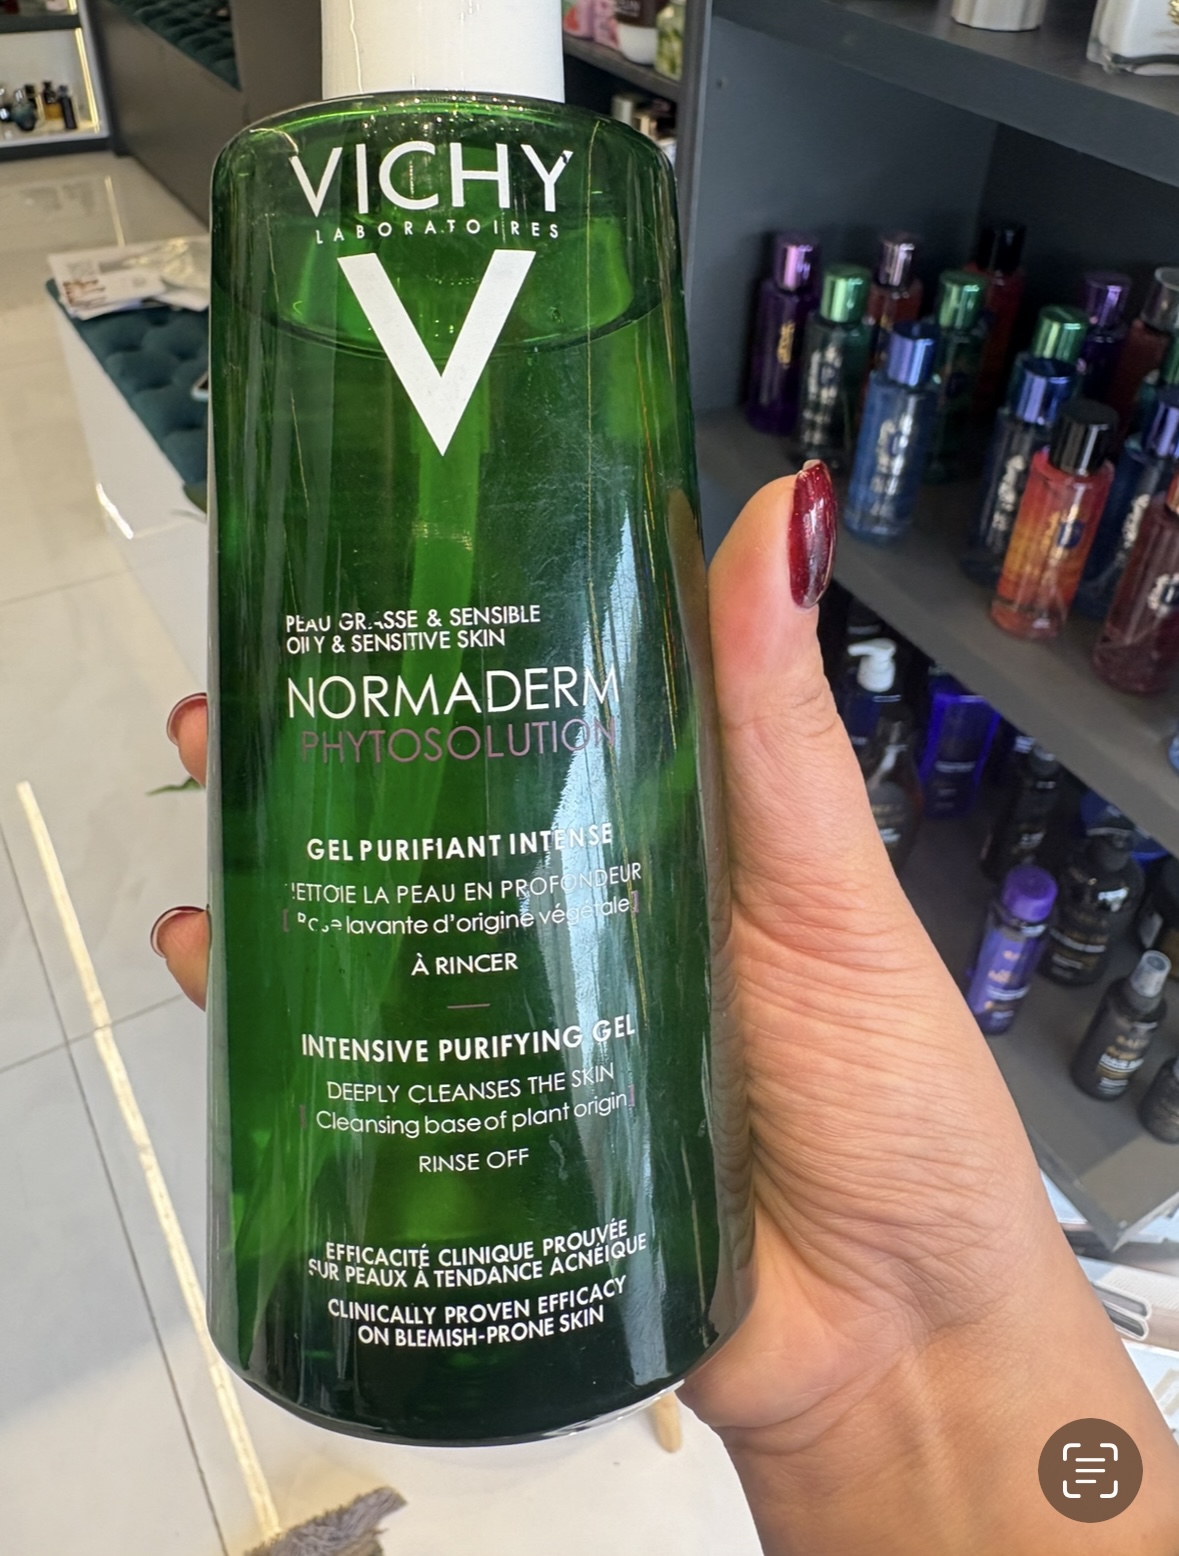 VICHY
LABORATOIRES
V
PEAU GRASSE & SENSIBLE
OILY & SENSITIVE SKIN
NORMADERM
PHYTOSOLUTION
GEL PURIFIANT INTENSE
NETTOIE LA PEAU EN PROFONDEUR
[Base lavante d'origine végétale]
À RINCER
INTENSIVE PURIFYING GEL
DEEPLY CLEANSES THE SKIN
[Cleansing base of plant origin]
RINSE OFF
EFFICACITÉ CLINIQUE PROUVÉE
SUR PEAUX À TENDANCE ACNÉIQUE
CLINICALLY PROVEN EFFICACY
ON BLEMISH-PRONE SKIN